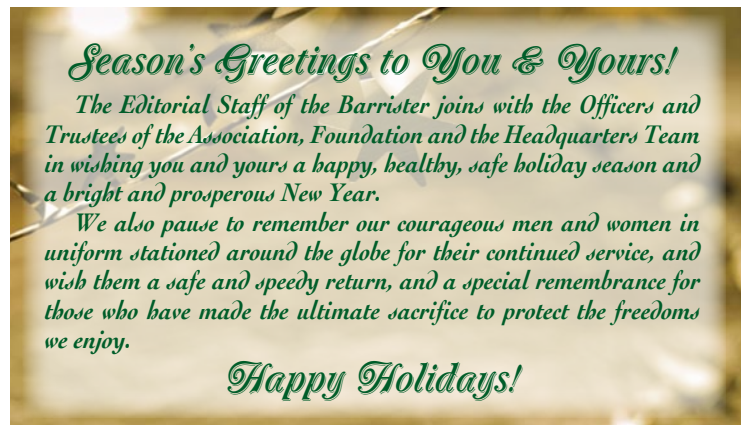 Season's Greetings to You & Yours!
The Editorial Staff of the Barrister joins with the Officers and
Trustees of the Association, Foundation and the Headquarters Team
in wishing you and yours a happy, healthy, safe holiday season and
a bright and prosperous New Year.
We also pause to remember our courageous men and women in
uniform stationed around the globe for their continued service, and
wish them a safe and speedy return, and a special remembrance for
those who have made the ultimate sacrifice to protect the freedoms
we enjoy.
Happy Holidays!